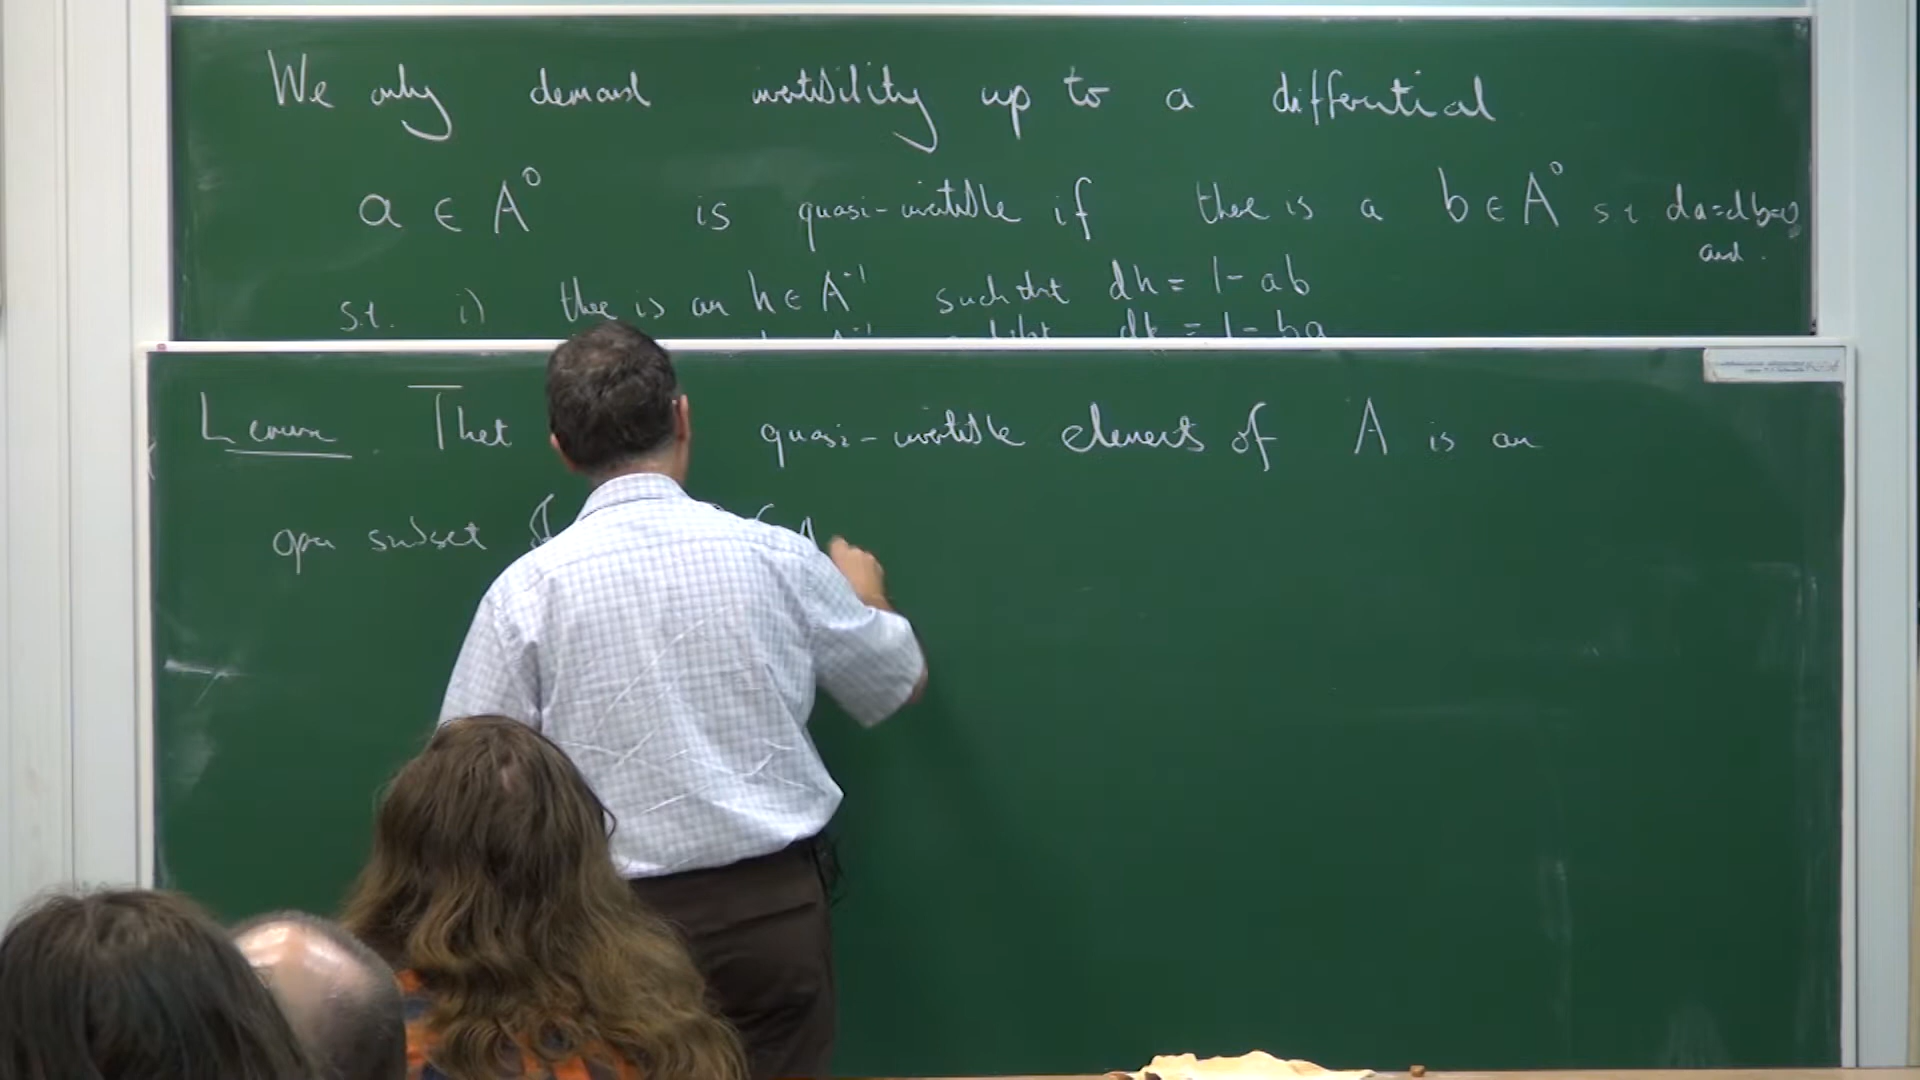 We only demand invertibility up to a differential
a ∈ A⁰ is quasi-invertible if there is a b ∈ A⁰ s.t da=db=0
and
s.t. i) there is an h ∈ A⁻¹ such that dh = 1 - ab
A⁻¹ dk = 1 - ba
Lemma. The quasi-invertible elements of A is an
open subset of